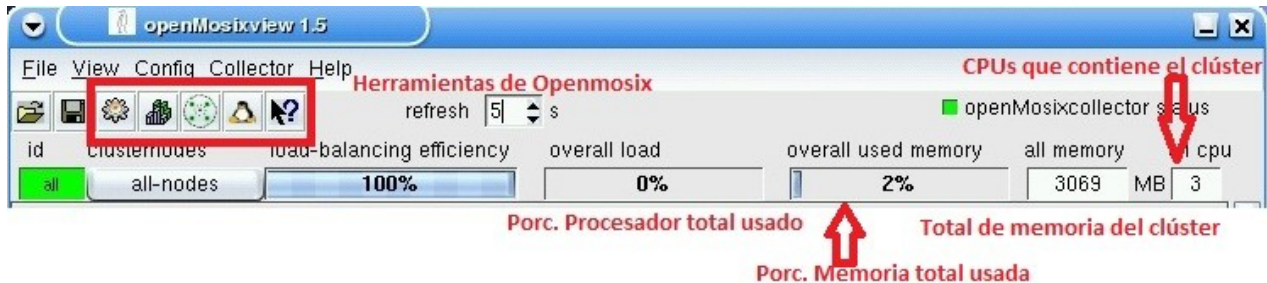 openMosixview 1.5
File View Config Collector Help
CPUs que contiene el clúster
Herramientas de Openmosix
refresh 5 s
openMosixcollector status
id clusternodes load-balancing efficiency overall load overall used memory all memory all cpu
all all-nodes 100% 0% 2% 3069 MB 3
Porc. Procesador total usado
Total de memoria del clúster
Porc. Memoria total usada